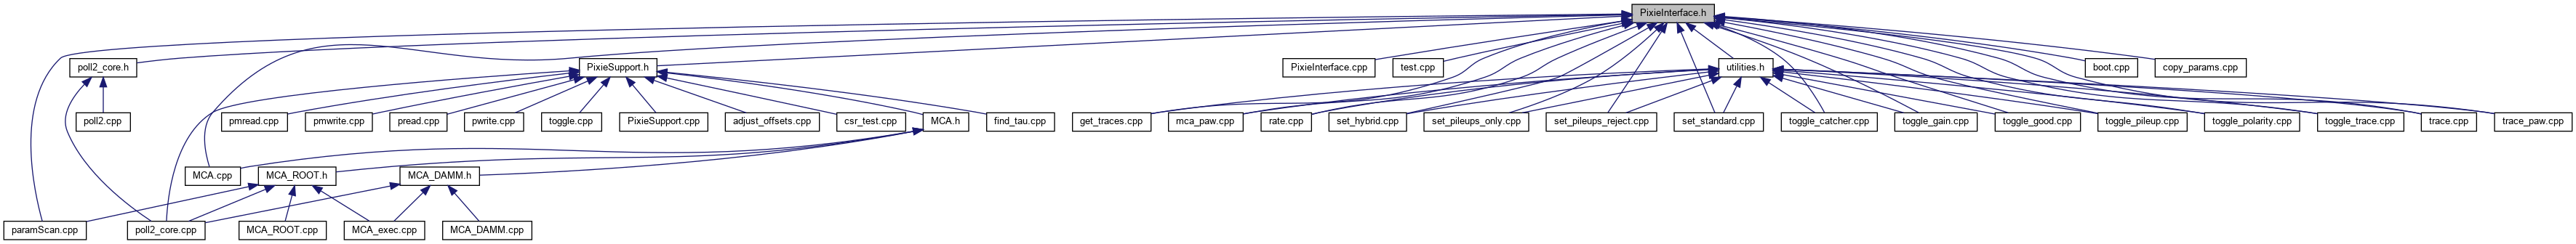 PixieInterface.h
poll2_core.h
PixieSupport.h
PixieInterface.cpp
test.cpp
utilities.h
boot.cpp
copy_params.cpp
poll2.cpp
pmread.cpp
pmwrite.cpp
pread.cpp
pwrite.cpp
toggle.cpp
PixieSupport.cpp
adjust_offsets.cpp
csr_test.cpp
MCA.h
find_tau.cpp
get_traces.cpp
mca_paw.cpp
rate.cpp
set_hybrid.cpp
set_pileups_only.cpp
set_pileups_reject.cpp
set_standard.cpp
toggle_catcher.cpp
toggle_gain.cpp
toggle_good.cpp
toggle_pileup.cpp
toggle_polarity.cpp
toggle_trace.cpp
trace.cpp
trace_paw.cpp
MCA.cpp
MCA_ROOT.h
MCA_DAMM.h
paramScan.cpp
poll2_core.cpp
MCA_ROOT.cpp
MCA_exec.cpp
MCA_DAMM.cpp